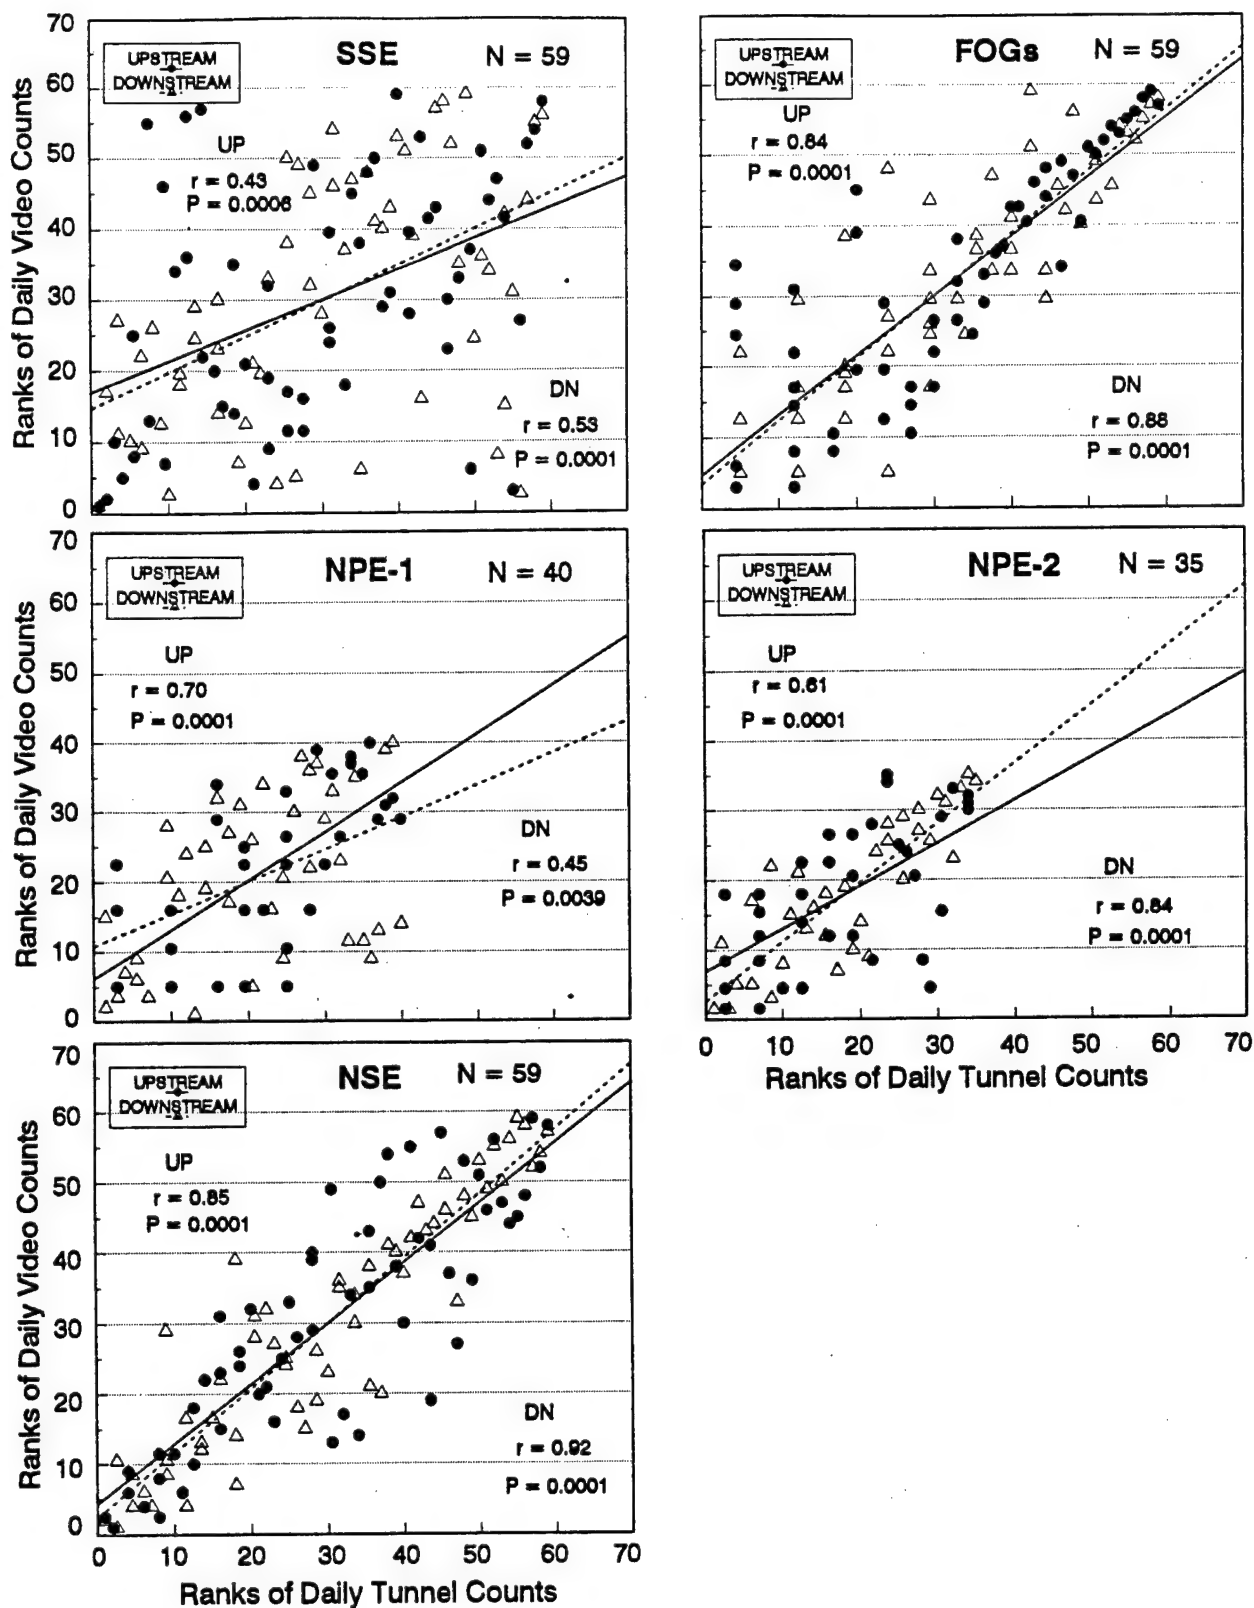 70
60
50
40
30
20
10
0
Ranks of Daily Video Counts
UPSTREAM
DOWNSTREAM
SSE N = 59
UP
r = 0.43
P = 0.0006
DN
r = 0.53
P = 0.0001
UPSTREAM
DOWNSTREAM
FOGs N = 59
UP
r = 0.84
P = 0.0001
DN
r = 0.88
P = 0.0001
70
60
50
40
30
20
10
0
Ranks of Daily Video Counts
UPSTREAM
DOWNSTREAM
NPE-1 N = 40
UP
r = 0.70
P = 0.0001
DN
r = 0.45
P = 0.0039
UPSTREAM
DOWNSTREAM
NPE-2 N = 35
UP
r = 0.61
P = 0.0001
DN
r = 0.84
P = 0.0001
0 10 20 30 40 50 60 70
Ranks of Daily Tunnel Counts
70
60
50
40
30
20
10
0
Ranks of Daily Video Counts
UPSTREAM
DOWNSTREAM
NSE N = 59
UP
r = 0.85
P = 0.0001
DN
r = 0.92
P = 0.0001
0 10 20 30 40 50 60 70
Ranks of Daily Tunnel Counts